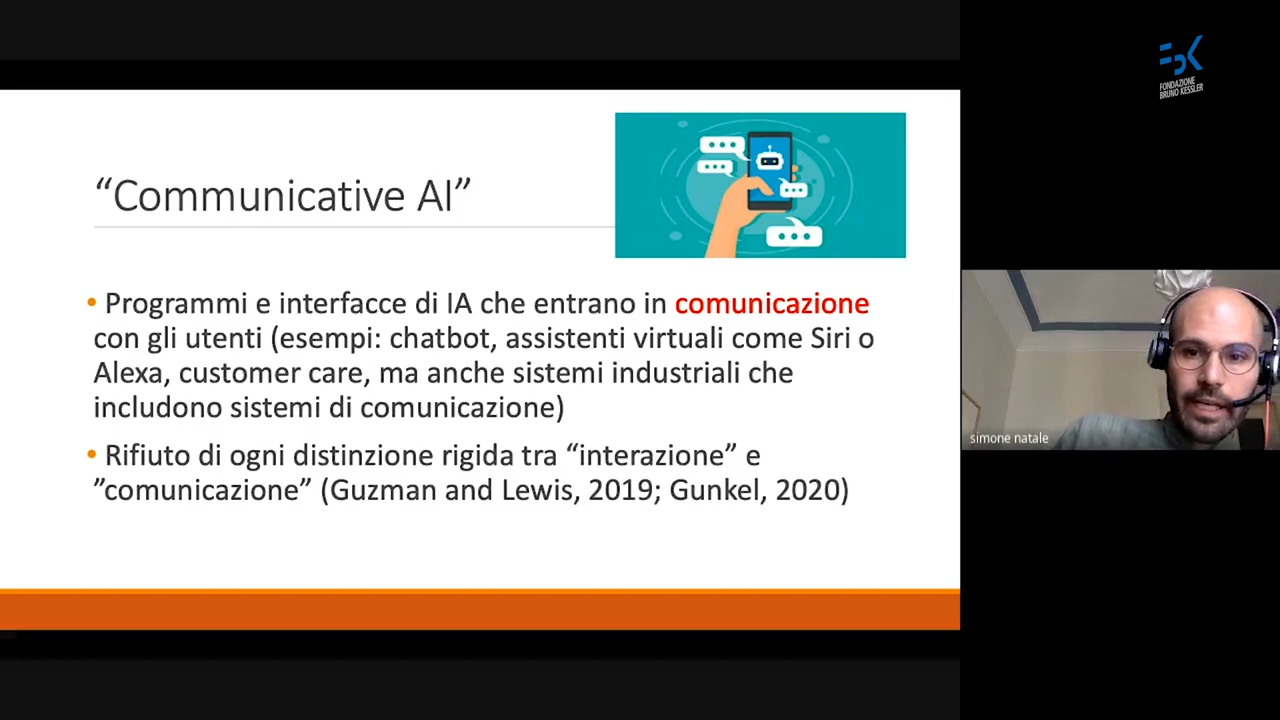 FONDAZIONE
BRUNO KESSLER
“Communicative AI”
• Programmi e interfacce di IA che entrano in comunicazione
con gli utenti (esempi: chatbot, assistenti virtuali come Siri o
Alexa, customer care, ma anche sistemi industriali che
includono sistemi di comunicazione)
• Rifiuto di ogni distinzione rigida tra “interazione” e
”comunicazione” (Guzman and Lewis, 2019; Gunkel, 2020)
simone natale